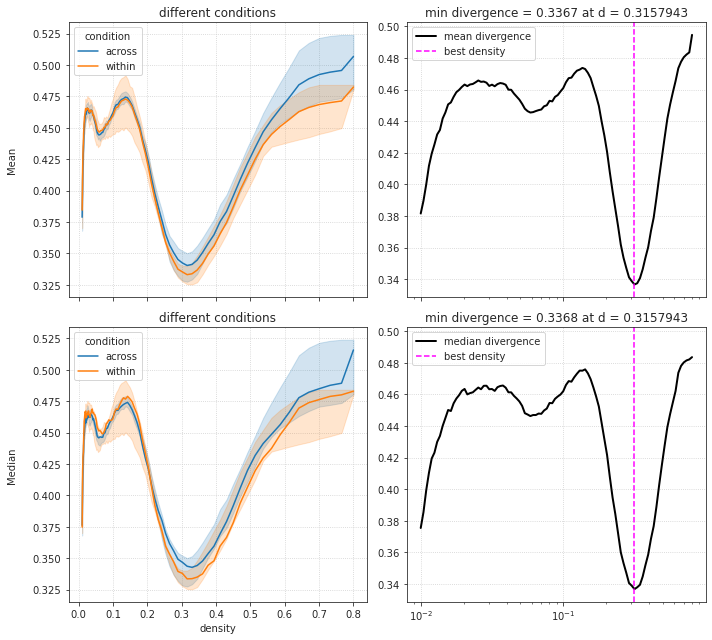 different conditions
min divergence = 0.3367 at d = 0.3157943
condition
across
within
mean divergence
best density
0.525
0.500
0.475
0.450
0.425
0.400
0.375
0.350
0.325
Mean
0.50
0.48
0.46
0.44
0.42
0.40
0.38
0.36
0.34
different conditions
min divergence = 0.3368 at d = 0.3157943
condition
across
within
median divergence
best density
0.525
0.500
0.475
0.450
0.425
0.400
0.375
0.350
0.325
Median
0.50
0.48
0.46
0.44
0.42
0.40
0.38
0.36
0.34
0.0 0.1 0.2 0.3 0.4 0.5 0.6 0.7 0.8
density
10⁻² 10⁻¹